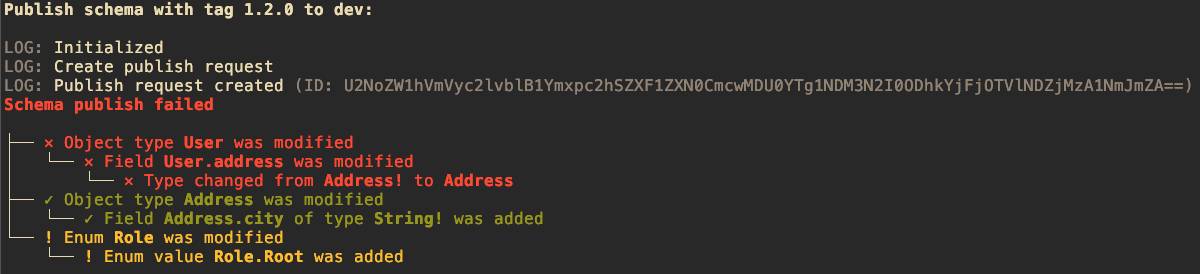 Publish schema with tag 1.2.0 to dev:
LOG: Initialized
LOG: Create publish request
LOG: Publish request created (ID: U2NoZW1hVmVyc2lvblB1Ymxpc2hSZXF1ZXN0CmcwMDU0YTg1NDM3N2I0ODhkYjFjOTVlNDZjMzA1NmJmZA==)
Schema publish failed
× Object type User was modified
× Field User.address was modified
× Type changed from Address! to Address
✓ Object type Address was modified
✓ Field Address.city of type String! was added
! Enum Role was modified
! Enum value Role.Root was added